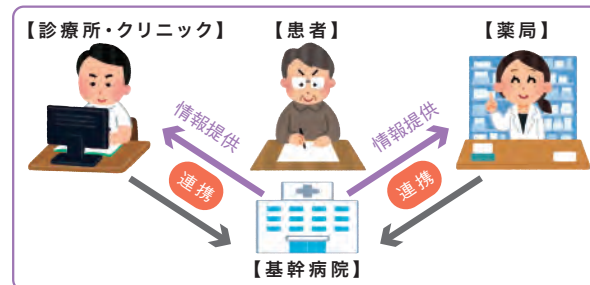 【診療所・クリニック】
【患者】
【薬局】
情報提供
情報提供
連携
連携
【基幹病院】